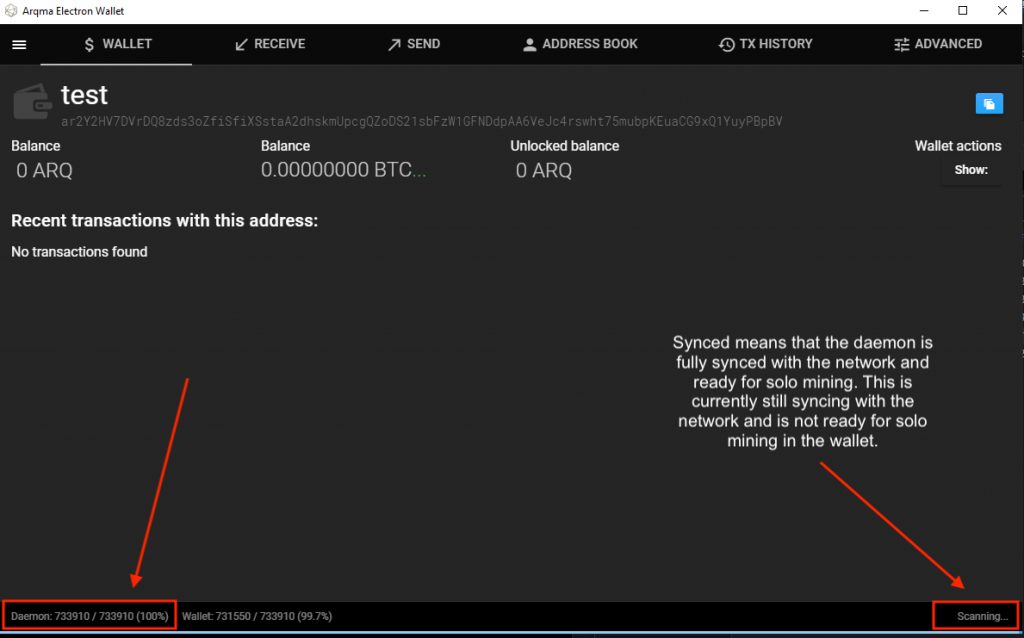 Arqma Electron Wallet
WALLET RECEIVE SEND ADDRESS BOOK TX HISTORY ADVANCED
test
ar2Y2HV7DVrDQ8zds3oZfiSfiXSstaA2dhskmUpcgQZoDS21sbFzW1GFNDdpAA6VeJc4rswht75mubpKEuaCG9xQ1YuyPBpBV
Balance Balance Unlocked balance Wallet actions
0 ARQ 0.00000000 BTC... 0 ARQ Show:
Recent transactions with this address:
No transactions found
Synced means that the daemon is
fully synced with the network and
ready for solo mining. This is
currently still syncing with the
network and is not ready for solo
mining in the wallet.
Daemon: 733910 / 733910 (100%) Wallet: 731550 / 733910 (99.7%) Scanning...